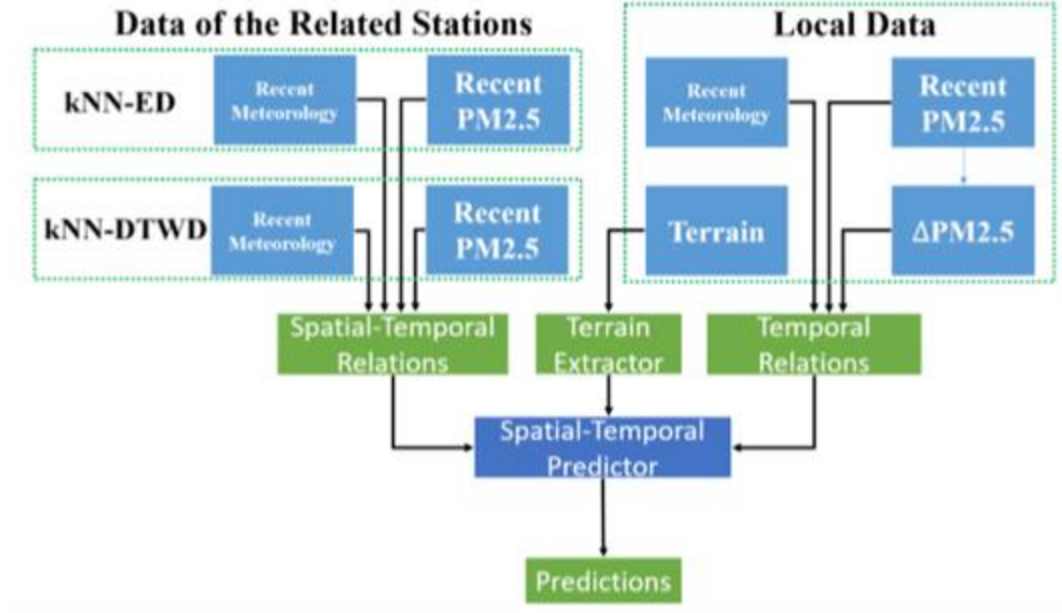 Data of the Related Stations
Local Data
kNN-ED
Recent
Meteorology
Recent
PM2.5
Recent
Meteorology
Recent
PM2.5
kNN-DTWD
Recent
Meteorology
Recent
PM2.5
Terrain
ΔPM2.5
Spatial-Temporal
Relations
Terrain
Extractor
Temporal
Relations
Spatial-Temporal
Predictor
Predictions